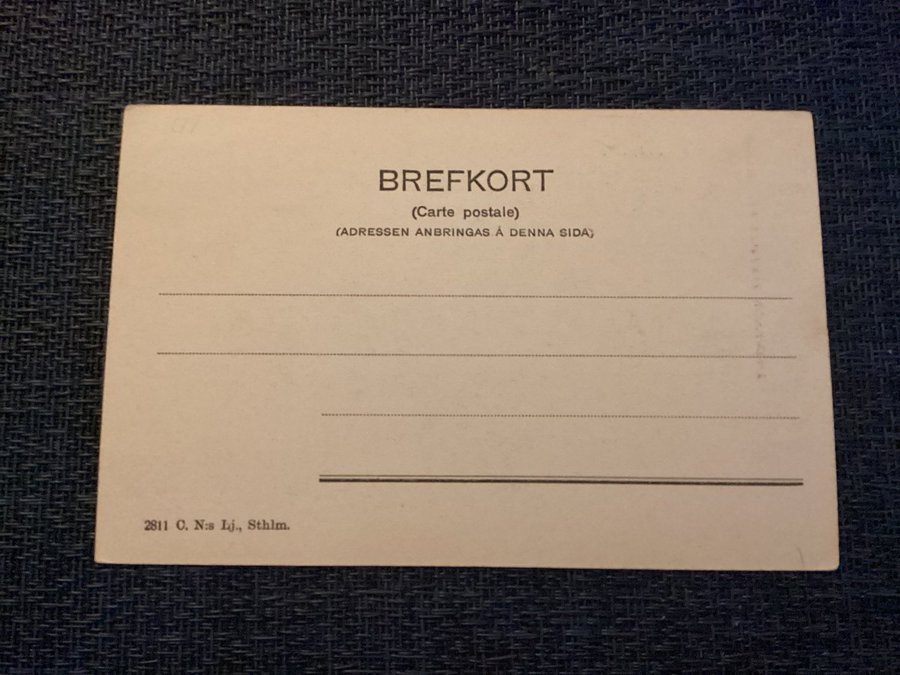 BREFKORT
(Carte postale)
(ADRESSEN ANBRINGAS Å DENNA SIDA)
2811 C. N:s Lj., Sthlm.